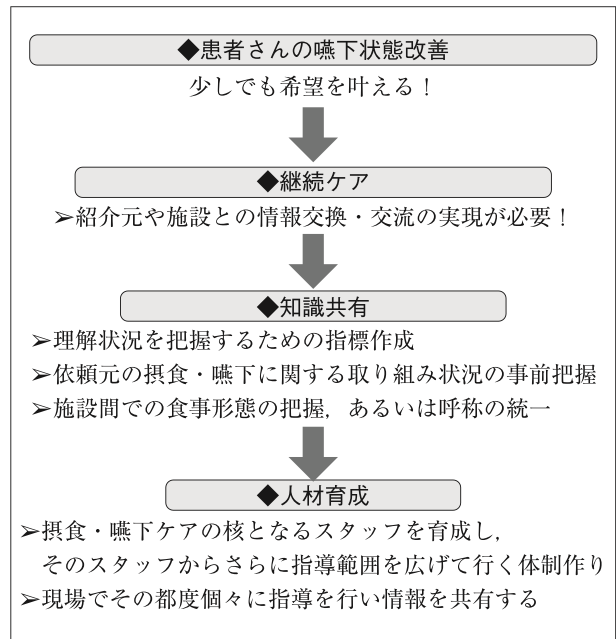 ◆患者さんの嚥下状態改善
少しでも希望を叶える！
◆継続ケア
➢紹介元や施設との情報交換・交流の実現が必要！
◆知識共有
➢理解状況を把握するための指標作成
➢依頼元の摂食・嚥下に関する取り組み状況の事前把握
➢施設間での食事形態の把握，あるいは呼称の統一
◆人材育成
➢摂食・嚥下ケアの核となるスタッフを育成し，
そのスタッフからさらに指導範囲を広げて行く体制作り
➢現場でその都度個々に指導を行い情報を共有する